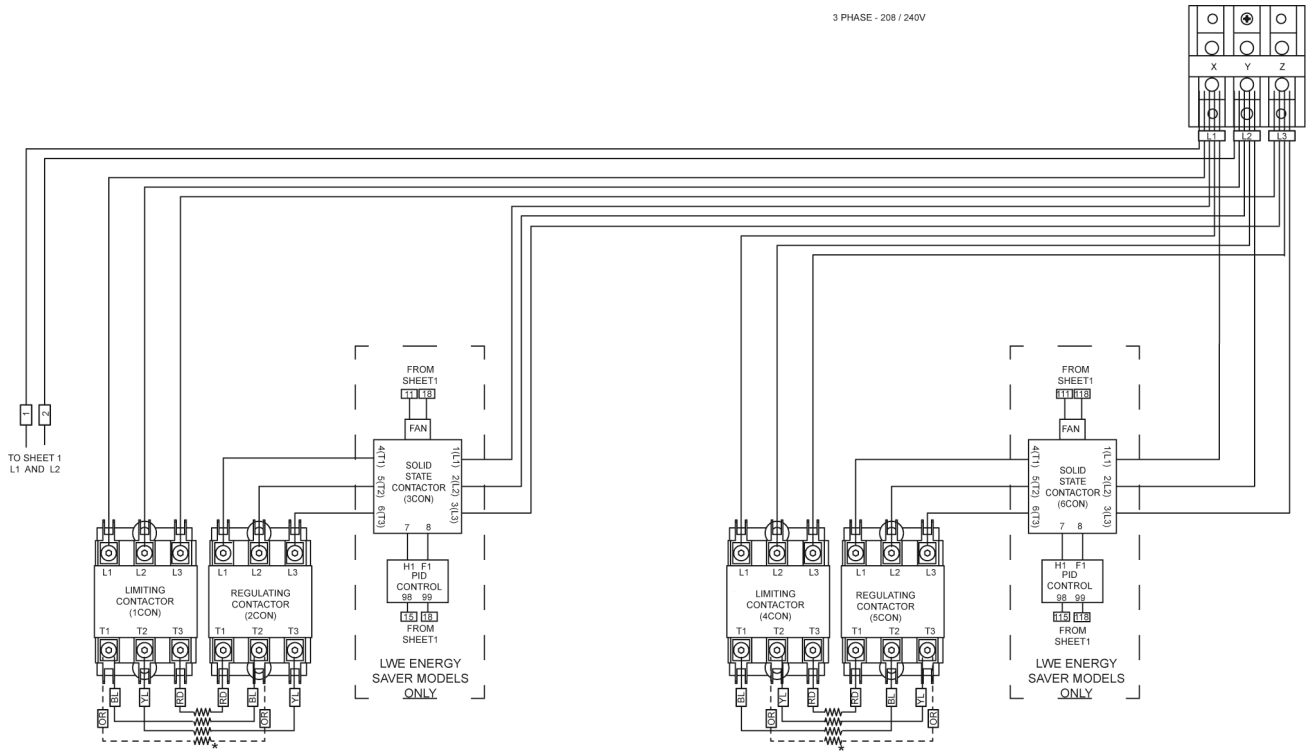 3 PHASE - 208 / 240V
X Y Z
L1 L2 L3
1 2
TO SHEET 1
L1 AND L2
FROM
SHEET1
11 18
FAN
4(T1) 1(L1)
5(T2) 2(L2)
6(T3) 3(L3)
SOLID
STATE
CONTACTOR
(3CON)
7 8
H1 F1
PID
CONTROL
98 99
15 18
FROM
SHEET1
LWE ENERGY
SAVER MODELS
ONLY
L1 L2 L3
LIMITING
CONTACTOR
(1CON)
T1 T2 T3
L1 L2 L3
REGULATING
CONTACTOR
(2CON)
T1 T2 T3
BL YL RD RD BL YL
OR OR
*
FROM
SHEET1
111 118
FAN
4(T1) 1(L1)
5(T2) 2(L2)
6(T3) 3(L3)
SOLID
STATE
CONTACTOR
(6CON)
7 8
H1 F1
PID
CONTROL
98 99
115 118
FROM
SHEET1
LWE ENERGY
SAVER MODELS
ONLY
L1 L2 L3
LIMITING
CONTACTOR
(4CON)
T1 T2 T3
L1 L2 L3
REGULATING
CONTACTOR
(5CON)
T1 T2 T3
BL YL RD RD BL YL
OR OR
*